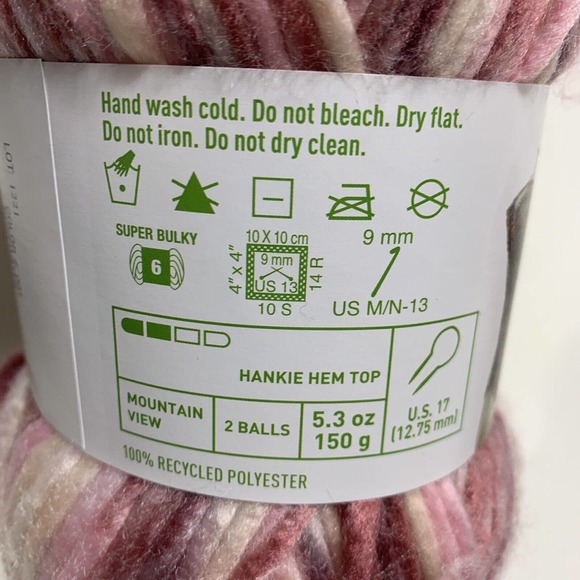 Hand wash cold. Do not bleach. Dry flat.
Do not iron. Do not dry clean.
SUPER BULKY
6
10 X 10 cm
4" x 4"
9 mm
US 13
14 R
10 S
9 mm
US M/N-13
HANKIE HEM TOP
MOUNTAIN
VIEW
2 BALLS
5.3 oz
150 g
U.S. 17
(12.75 mm)
100% RECYCLED POLYESTER
LOT: